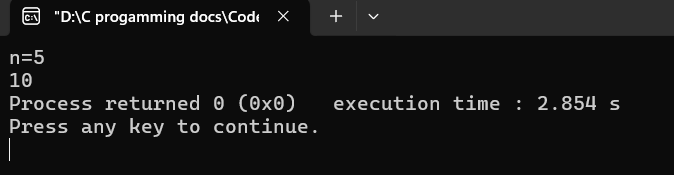 "D:\C progamming docs\Code
n=5
10
Process returned 0 (0x0)   execution time : 2.854 s
Press any key to continue.